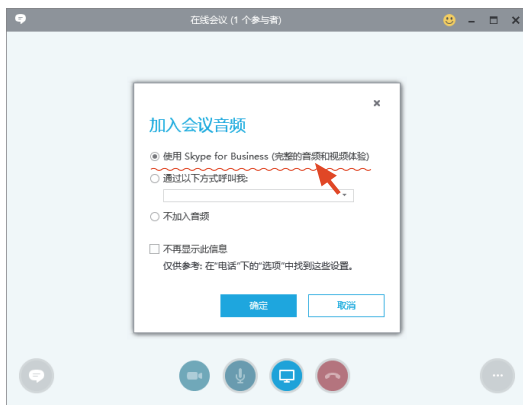 在线会议 (1 个参与者)
加入会议音频
使用 Skype for Business (完整的音频和视频体验)
通过以下方式呼叫我:
不加入音频
不再显示此信息
仅供参考: 在"电话"下的"选项"中找到这些设置。
确定
取消